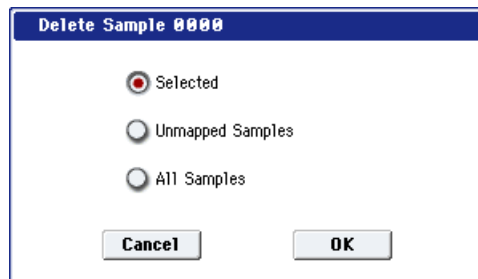 Delete Sample 0000
Selected
Unmapped Samples
All Samples
Cancel OK